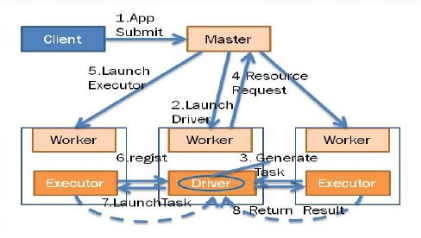 1.App
Submit
Client
Master
5.Launch
Executor
4.Resource
Request
2.Launch
Driver
Worker
Worker
Worker
6.regist
3. Generate
Task
Executor
Driver
Executor
7.LaunchTask
8. Return Result